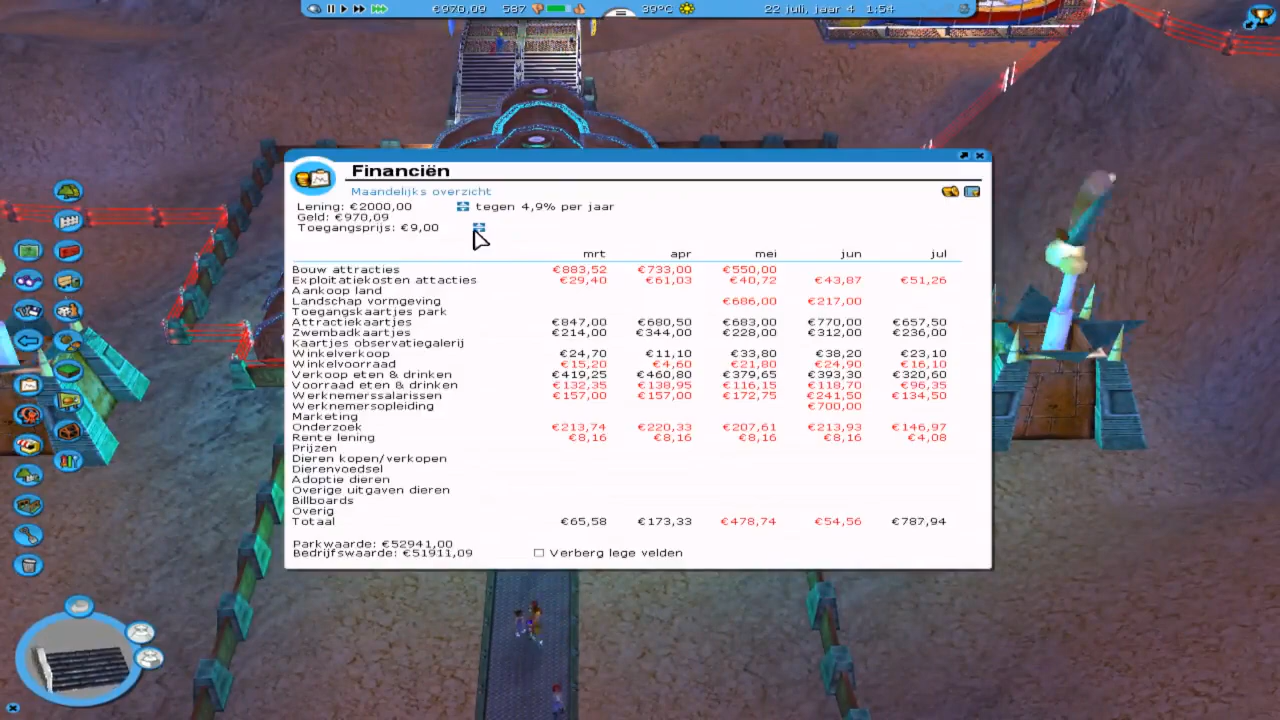 €970,09 587 39°C 22 juli, jaar 4 1:54
Financiën
Maandelijks overzicht
Lening: €2000,00 tegen 4,9% per jaar
Geld: €970,09
Toegangsprijs: €9,00
mrt apr mei jun jul
Bouw attracties €883,52 €733,00 €550,00
Exploitatiekosten attacties €29,40 €61,03 €40,72 €43,87 €51,26
Aankoop land
Landschap vormgeving €686,00 €217,00
Toegangskaartjes park
Attractiekaartjes €847,00 €680,50 €683,00 €770,00 €657,50
Zwembadkaartjes €214,00 €344,00 €228,00 €312,00 €236,00
Kaartjes observatiegalerij
Winkelverkoop €24,70 €11,10 €33,80 €38,20 €23,10
Winkelvoorraad €15,20 €4,60 €21,80 €24,90 €16,10
Verkoop eten & drinken €419,25 €460,80 €379,65 €393,30 €320,60
Voorraad eten & drinken €132,35 €138,95 €116,15 €118,70 €96,35
Werknemerssalarissen €157,00 €157,00 €172,75 €241,50 €134,50
Werknemersopleiding €700,00
Marketing
Onderzoek €213,74 €220,33 €207,61 €213,93 €146,97
Rente lening €8,16 €8,16 €8,16 €8,16 €4,08
Prijzen
Dieren kopen/verkopen
Dierenvoedsel
Adoptie dieren
Overige uitgaven dieren
Billboards
Overig
Totaal €65,58 €173,33 €478,74 €54,56 €787,94
Parkwaarde: €52941,00
Bedrijfswaarde: €51911,09 Verberg lege velden